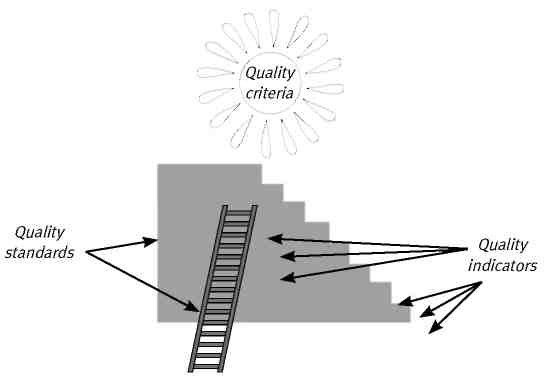 Quality
criteria
Quality
standards
Quality
indicators